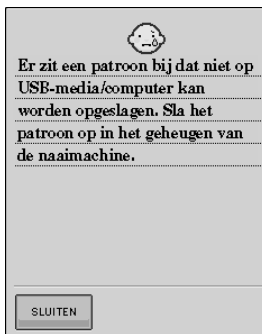 Er zit een patroon bij dat niet op
USB-media/computer kan
worden opgeslagen. Sla het
patroon op in het geheugen van
de naaimachine.
SLUITEN